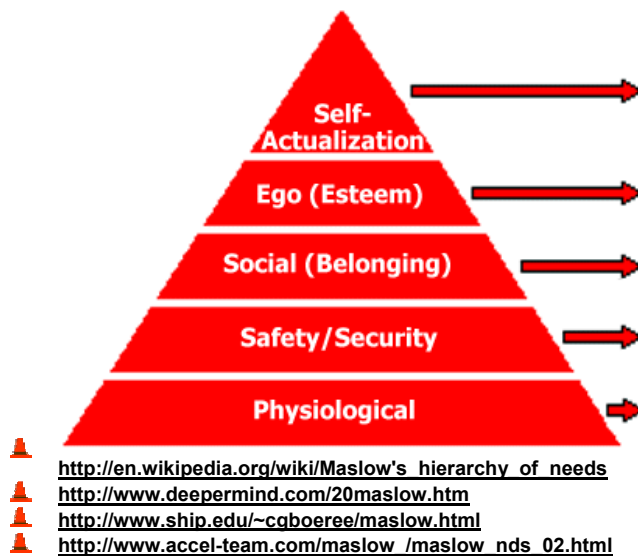 Self-
Actualization
Ego (Esteem)
Social (Belonging)
Safety/Security
Physiological
http://en.wikipedia.org/wiki/Maslow's_hierarchy_of_needs
http://www.deepermind.com/20maslow.htm
http://www.ship.edu/~cgboeree/maslow.html
http://www.accel-team.com/maslow_/maslow_nds_02.html